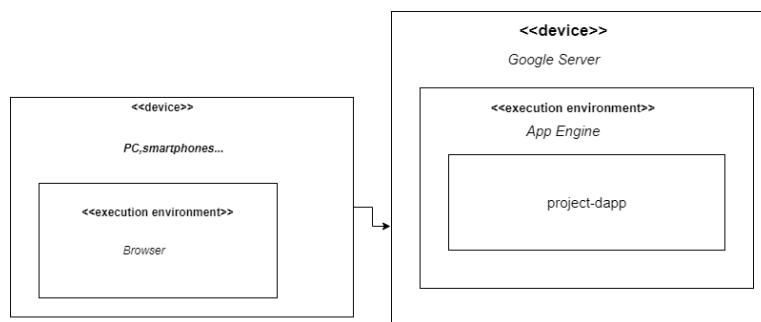 <<device>>
PC,smartphones...
<<execution environment>>
Browser
<<device>>
Google Server
<<execution environment>>
App Engine
project-dapp